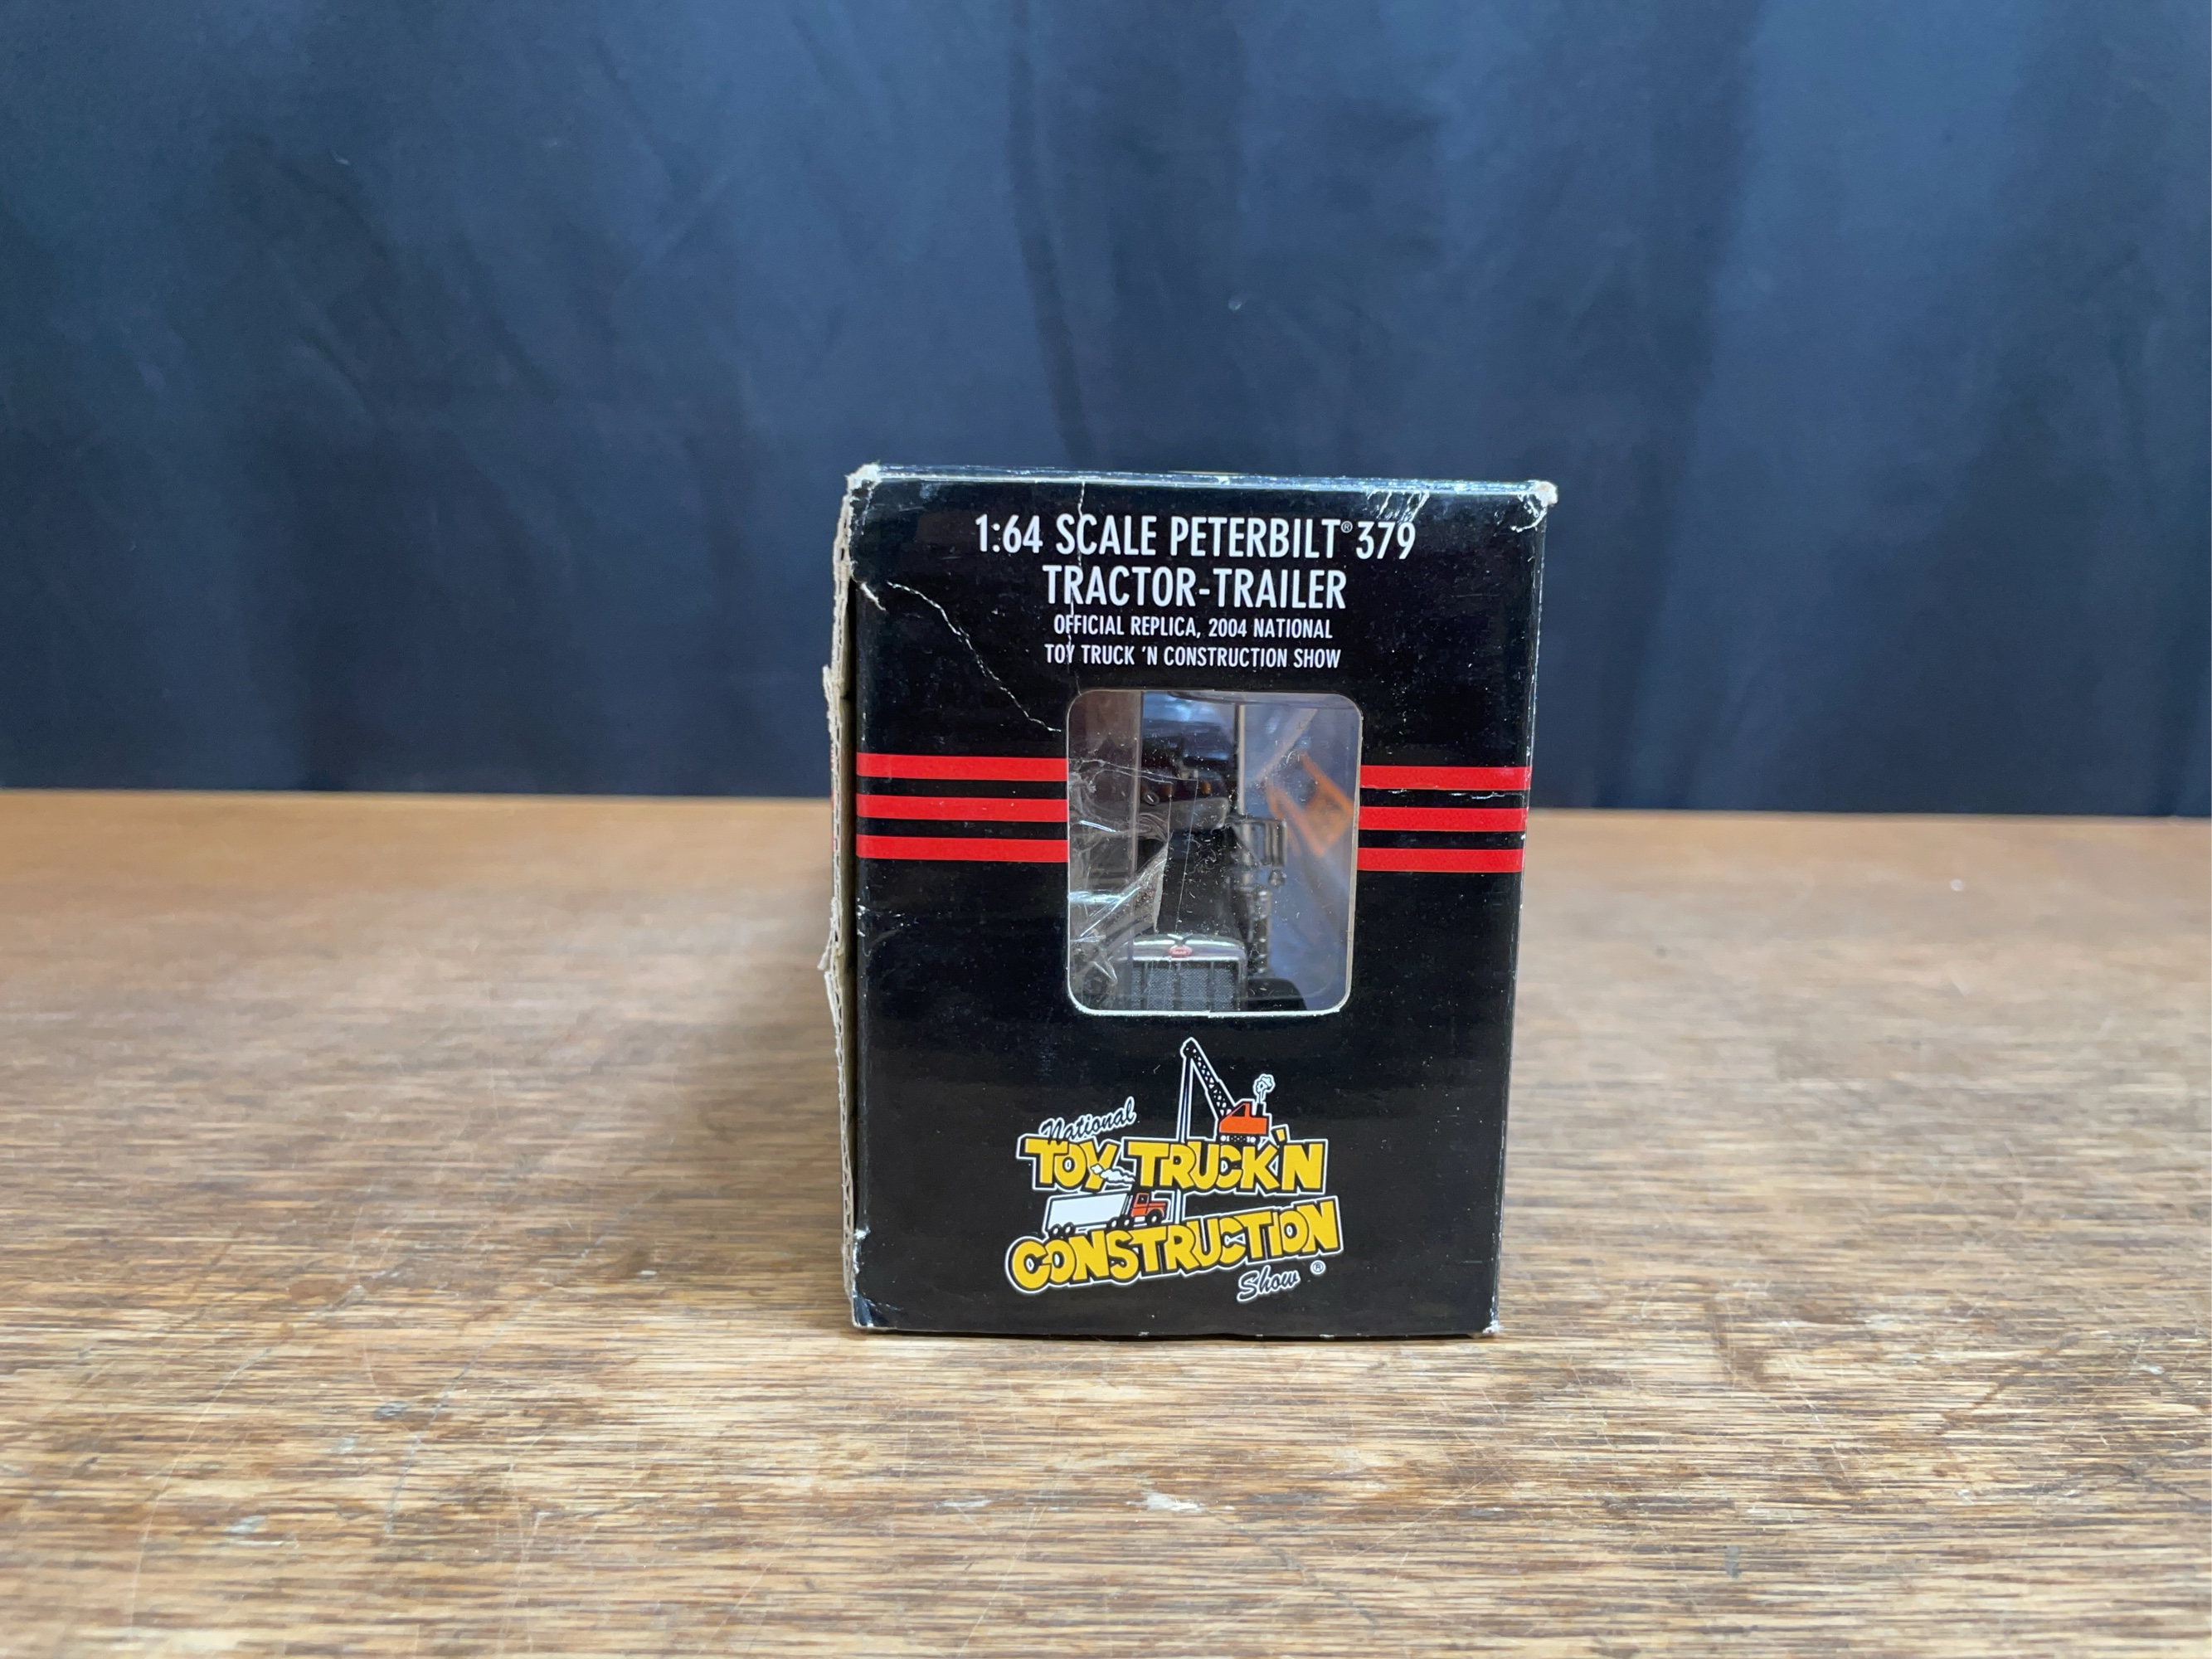 1:64 SCALE PETERBILT® 379
TRACTOR-TRAILER
OFFICIAL REPLICA, 2004 NATIONAL
TOY TRUCK 'N CONSTRUCTION SHOW
National
TOY TRUCK'N
CONSTRUCTION
Show ®